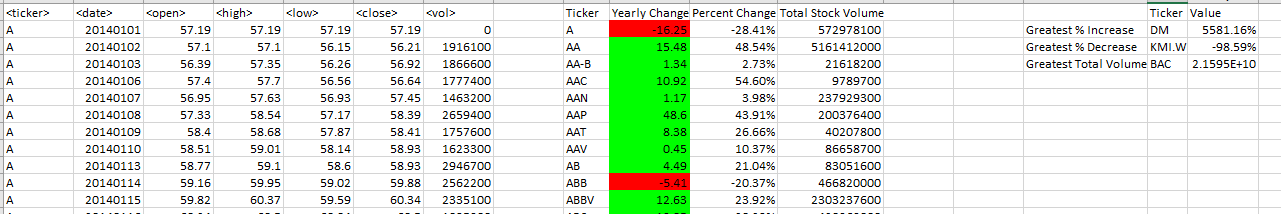 <ticker> <date> <open> <high> <low> <close> <vol> Ticker Yearly Change Percent Change Total Stock Volume Ticker Value
A 20140101 57.19 57.19 57.19 57.19 0 A -16.25 -28.41% 572978100 Greatest % Increase DM 5581.16%
A 20140102 57.1 57.1 56.15 56.21 1916100 AA 15.48 48.54% 5161412000 Greatest % Decrease KMI.W -98.59%
A 20140103 56.39 57.35 56.26 56.92 1866600 AA-B 1.34 2.73% 21618200 Greatest Total Volume BAC 2.1595E+10
A 20140106 57.4 57.7 56.56 56.64 1777400 AAC 10.92 54.60% 9789700
A 20140107 56.95 57.63 56.93 57.45 1463200 AAN 1.17 3.98% 237929300
A 20140108 57.33 58.54 57.17 58.39 2659400 AAP 48.6 43.91% 200376400
A 20140109 58.4 58.68 57.87 58.41 1757600 AAT 8.38 26.66% 40207800
A 20140110 58.51 59.01 58.14 58.93 1623300 AAV 0.45 10.37% 86658700
A 20140113 58.77 59.1 58.6 58.93 2946700 AB 4.49 21.04% 83051600
A 20140114 59.16 59.95 59.02 59.88 2562200 ABB -5.41 -20.37% 466820000
A 20140115 59.82 60.37 59.59 60.34 2335100 ABBV 12.63 23.92% 2303237600